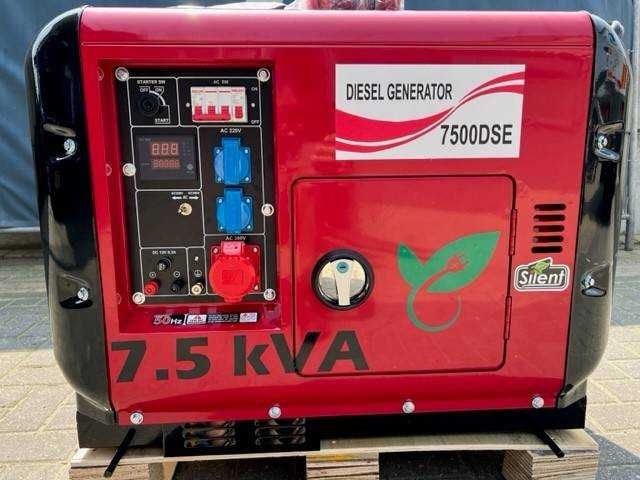 STARTER SW
OFF
ON
START
AC SW
ON
OFF
AC 220V
AC
DC 12V 8.3A
AC 380V
50Hz
DIESEL GENERATOR
7500DSE
Silent
7.5 kVA